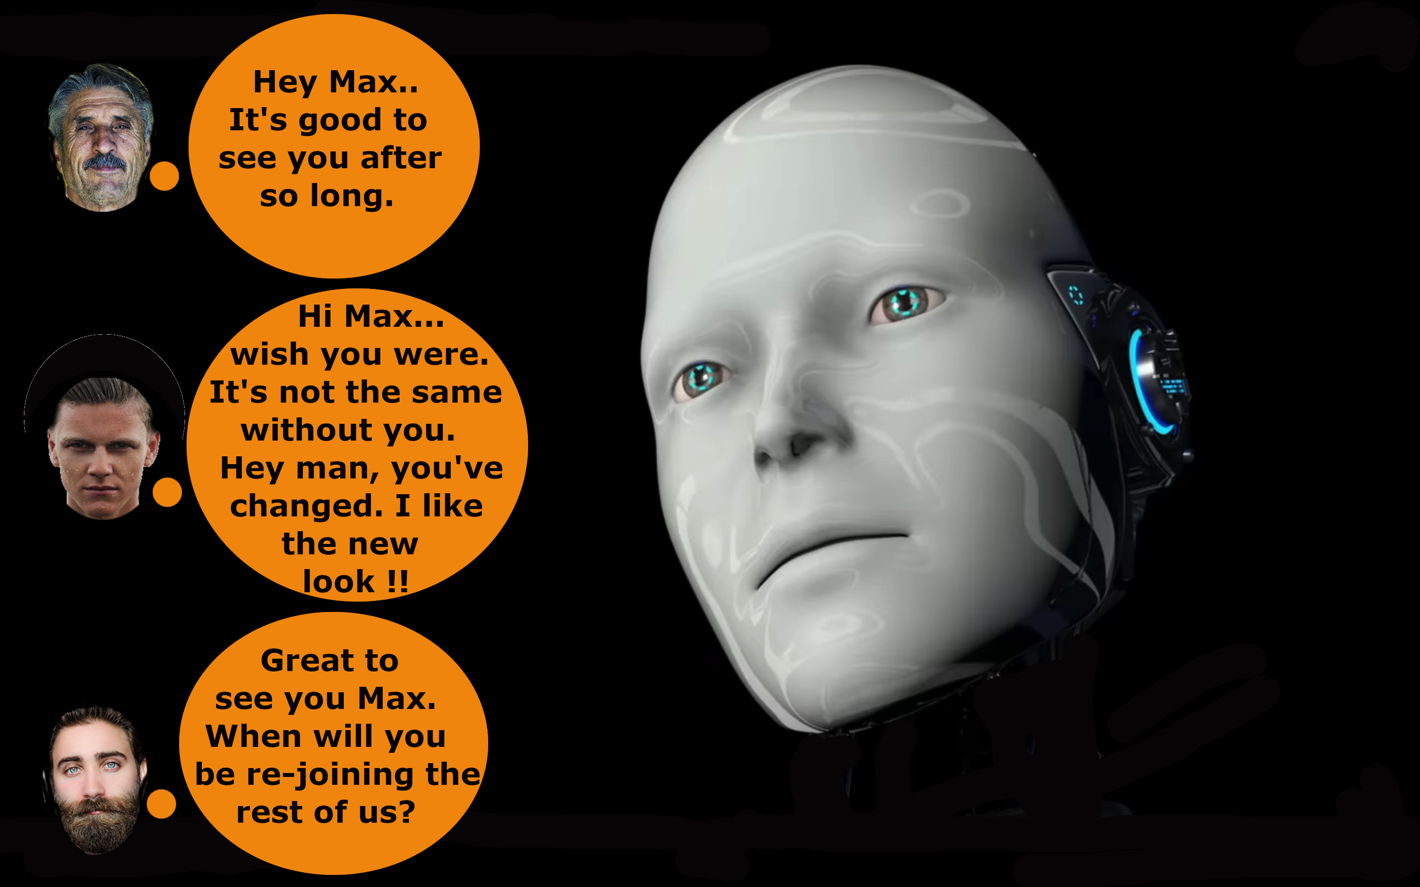 Hey Max..
It's good to
see you after
so long.
Hi Max...
wish you were.
It's not the same
without you.
Hey man, you've
changed. I like
the new
look !!
Great to
see you Max.
When will you
be re-joining the
rest of us?